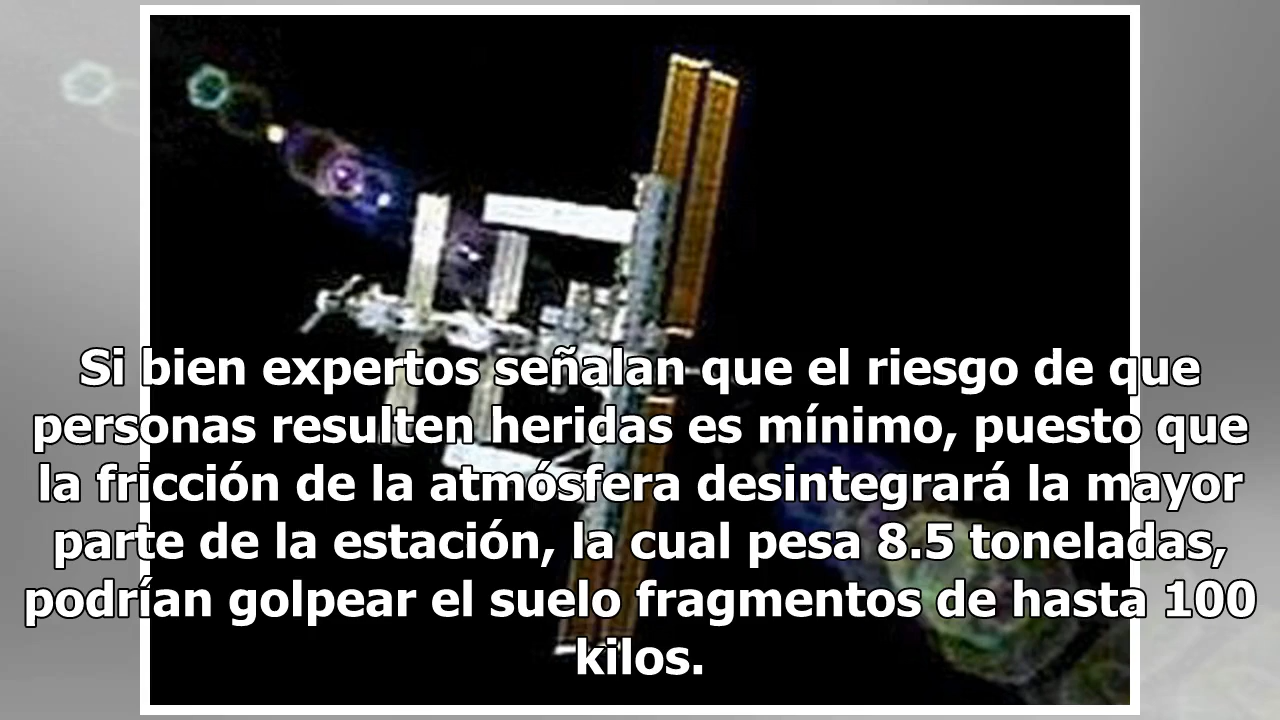 Si bien expertos señalan que el riesgo de que
personas resulten heridas es mínimo, puesto que
la fricción de la atmósfera desintegrará la mayor
parte de la estación, la cual pesa 8.5 toneladas,
podrían golpear el suelo fragmentos de hasta 100
kilos.